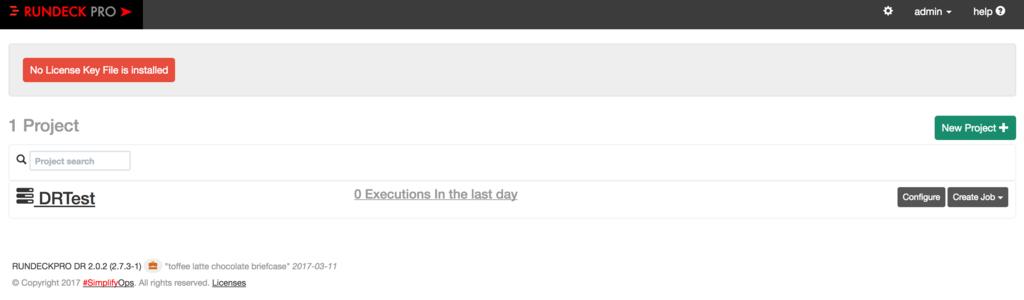 RUNDECK PRO admin help
No License Key File is installed
1 Project
New Project
Project search
DRTest 0 Executions In the last day Configure Create Job
RUNDECKPRO DR 2.0.2 (2.7.3-1) "toffee latte chocolate briefcase" 2017-03-11
© Copyright 2017 #SimplifyOps. All rights reserved. Licenses